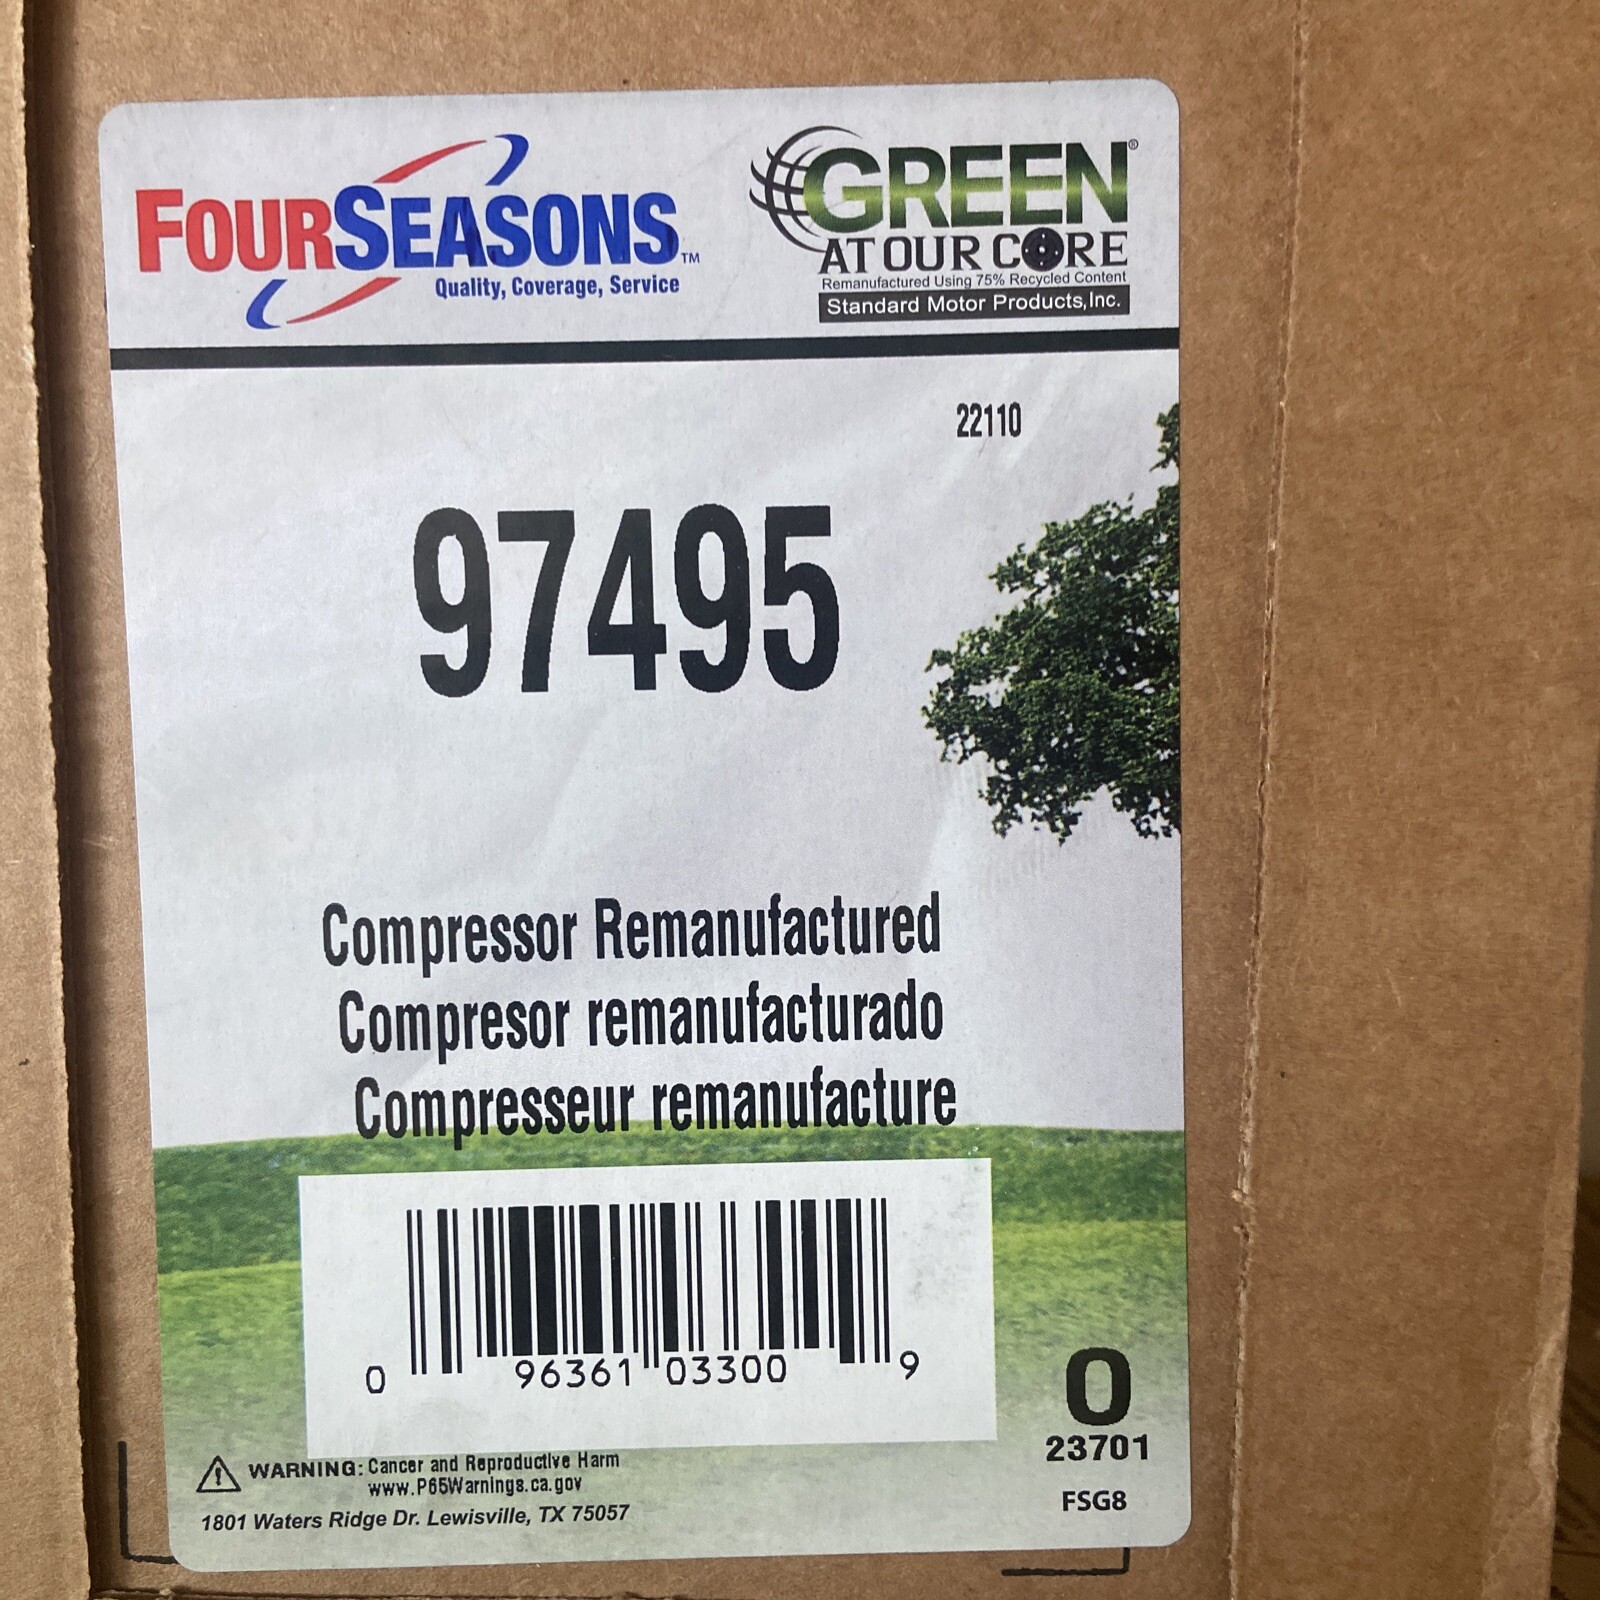 FOURSEASONS™
Quality, Coverage, Service
GREEN®
AT OUR CORE
Remanufactured Using 75% Recycled Content
Standard Motor Products, Inc.
22110
97495
Compressor Remanufactured
Compresor remanufacturado
Compresseur remanufacture
0 96361 03300 9
0
23701
FSG8
WARNING: Cancer and Reproductive Harm
www.P65Warnings.ca.gov
1801 Waters Ridge Dr. Lewisville, TX 75057